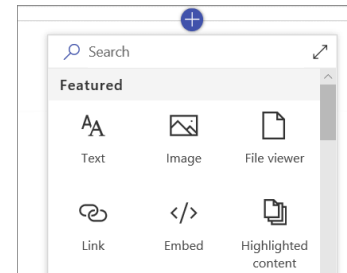 Search
Featured
Text
Image
File viewer
Link
Embed
Highlighted
content